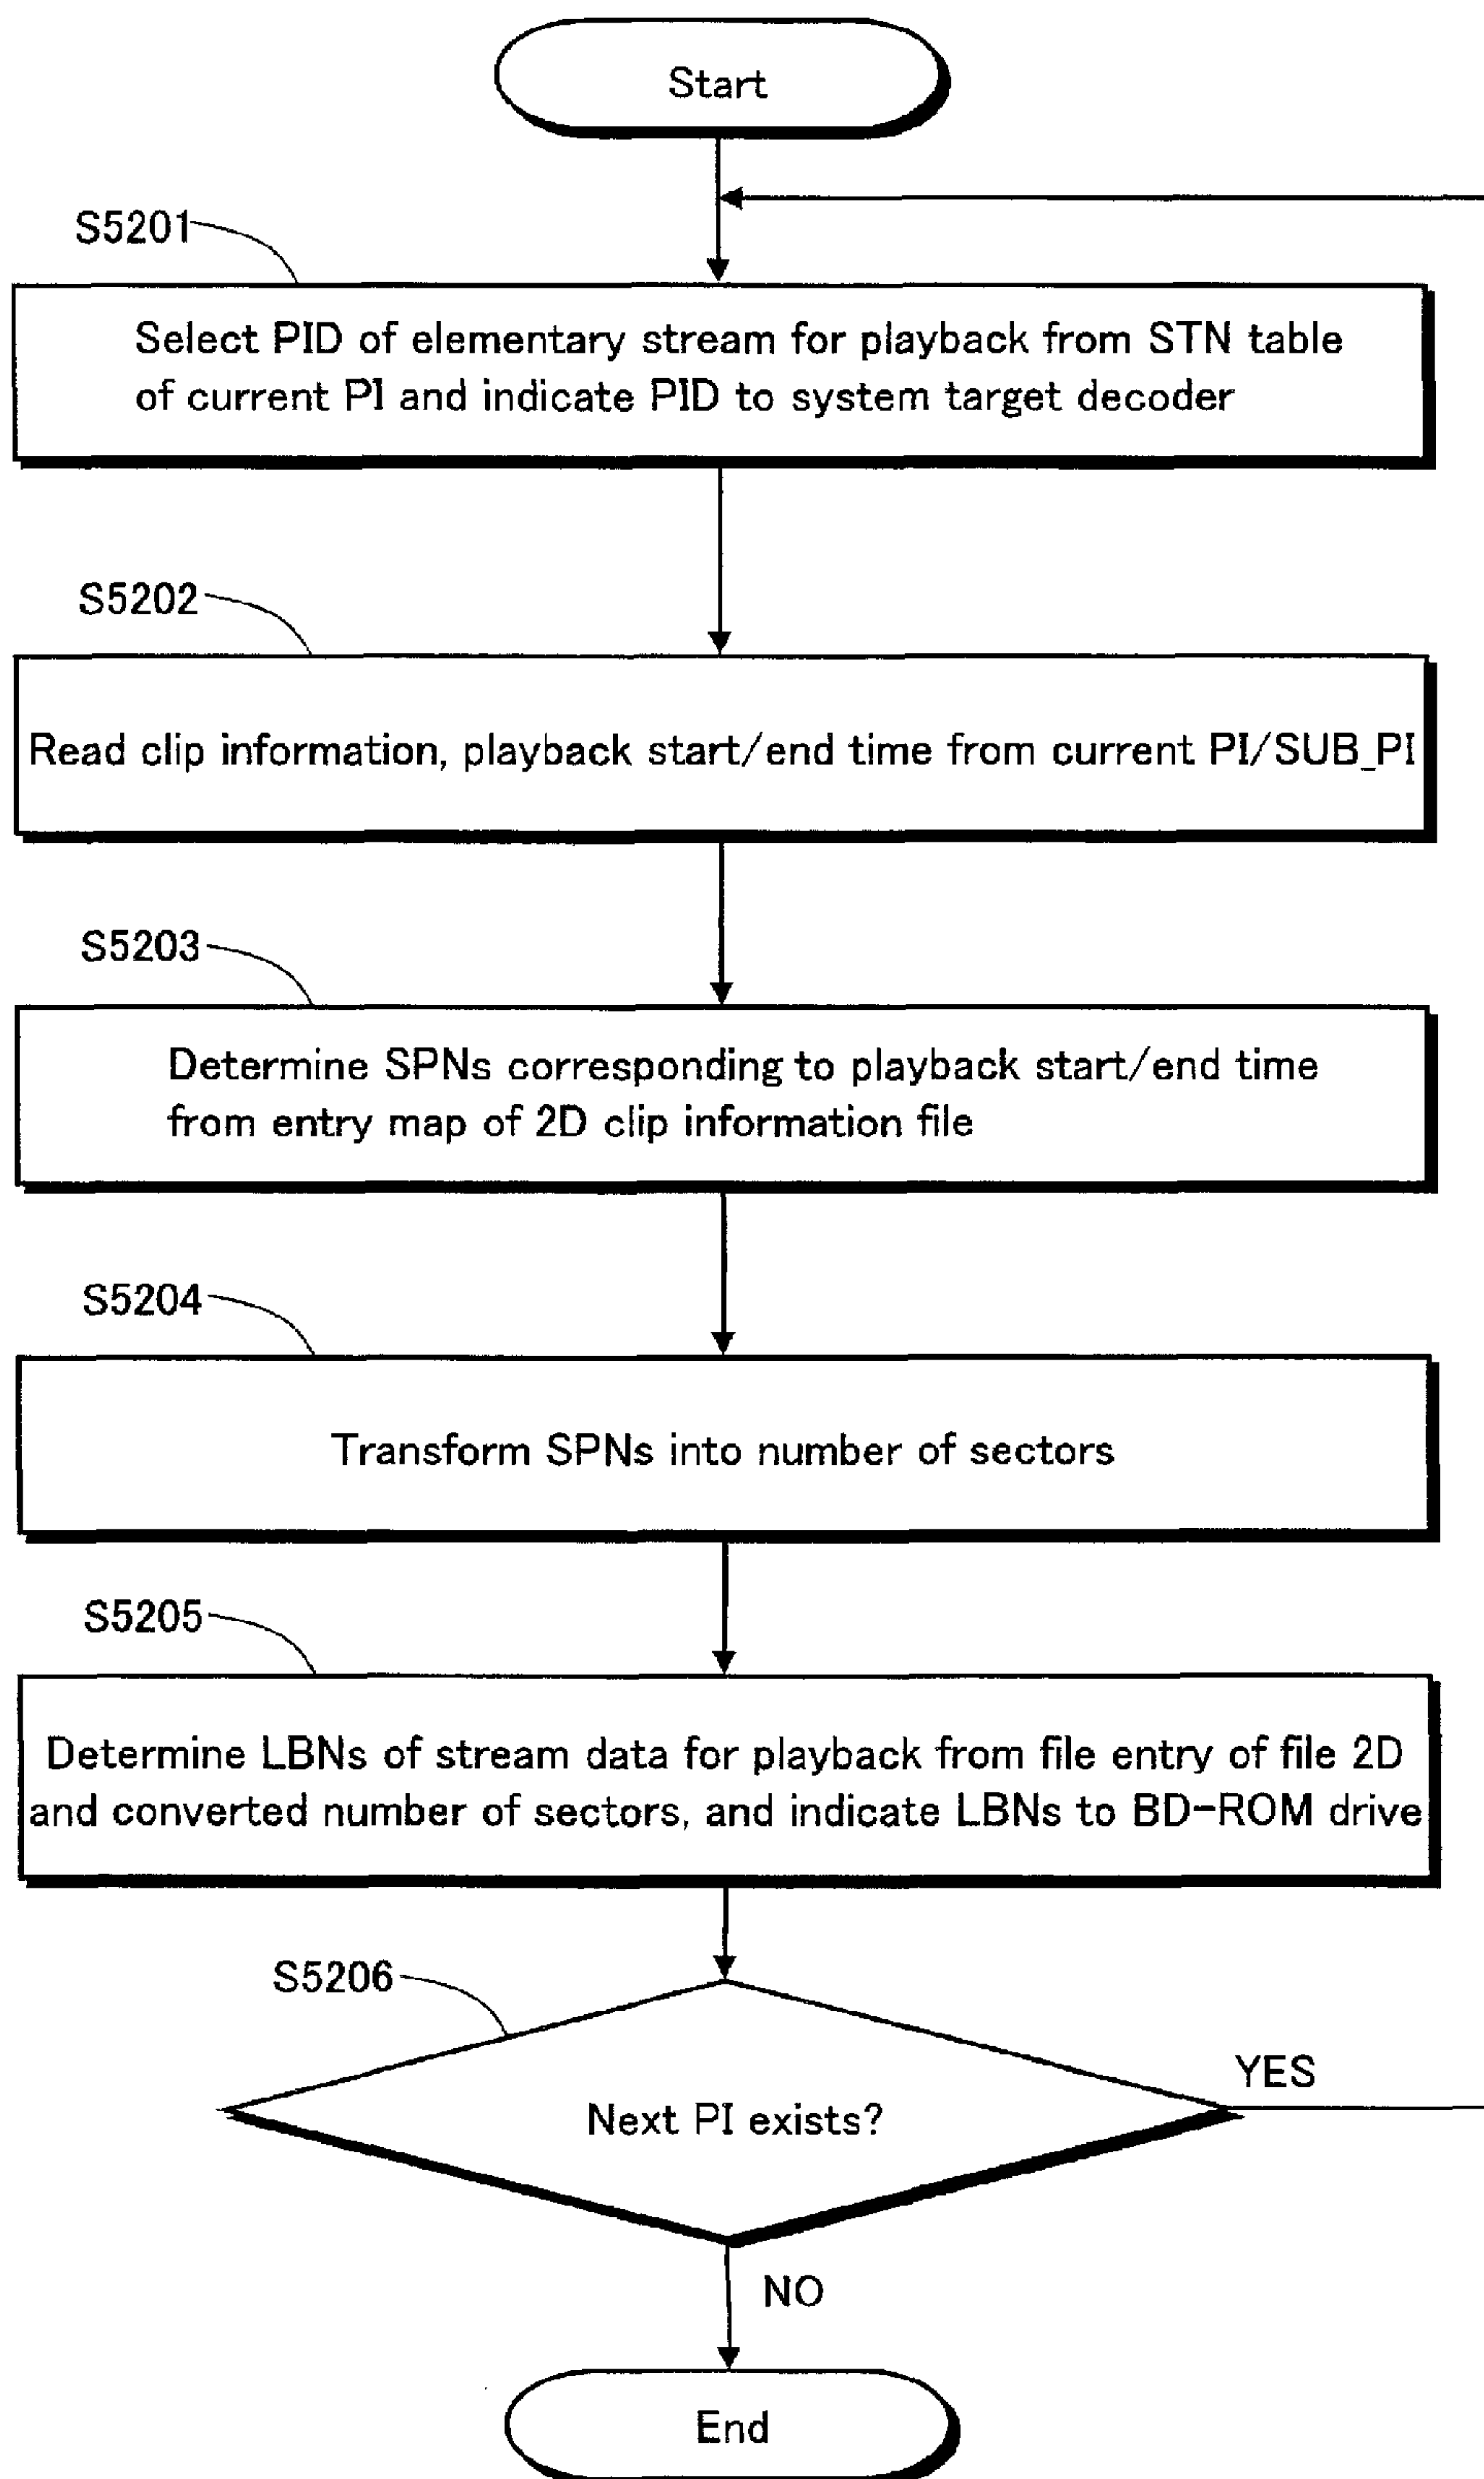 Start
S5201
Select PID of elementary stream for playback from STN table
of current PI and indicate PID to system target decoder
S5202
Read clip information, playback start/end time from current PI/SUB_PI
S5203
Determine SPNs corresponding to playback start/end time
from entry map of 2D clip information file
S5204
Transform SPNs into number of sectors
S5205
Determine LBNs of stream data for playback from file entry of file 2D
and converted number of sectors, and indicate LBNs to BD-ROM drive
S5206
YES
Next PI exists?
NO
End